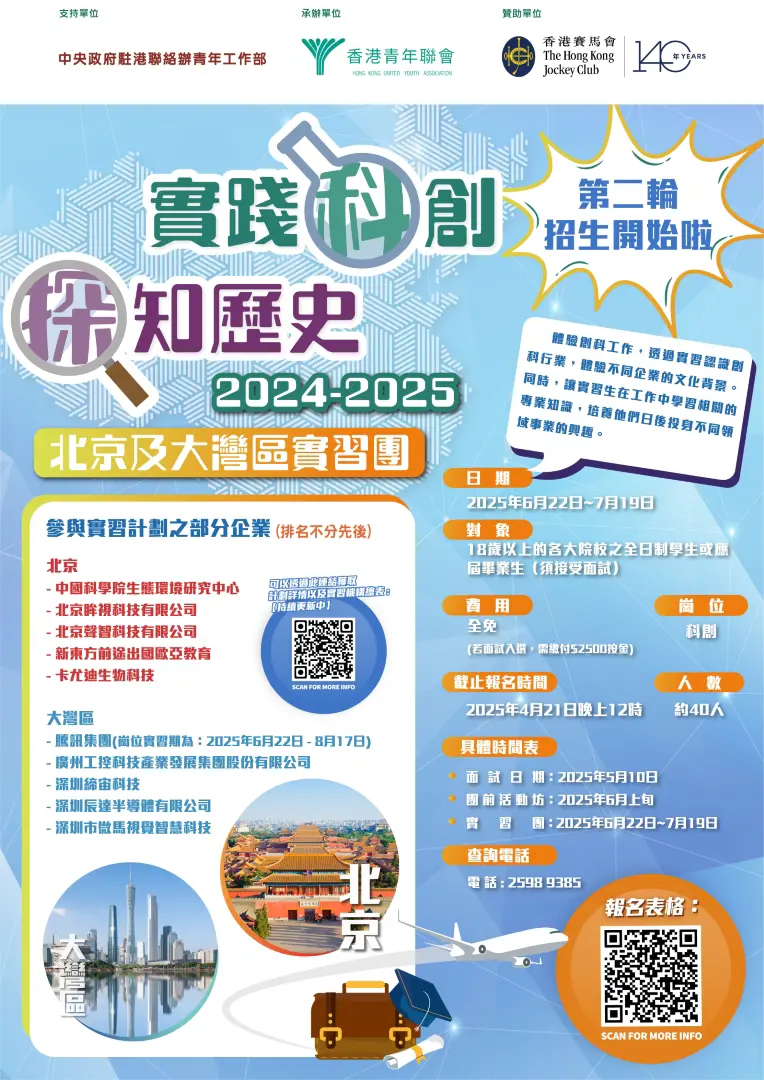 支持單位
承辦單位
贊助單位
中央政府駐港聯絡辦青年工作部
香港青年聯會
HONG KONG UNITED YOUTH ASSOCIATION
香港賽馬會
The Hong Kong
Jockey Club
140年YEARS
實踐科創
探知歷史
2024-2025
北京及大灣區實習團
第二輪
招生開始啦
體驗創科工作，透過實習認識創
科行業，體驗不同企業的文化背景。
同時，讓實習生在工作中學習相關的
專業知識，培養他們日後投身不同領
域事業的興趣。
參與實習計劃之部分企業 (排名不分先後)
北京
- 中國科學院生態環境研究中心
- 北京眸視科技有限公司
- 北京聲智科技有限公司
- 新東方前途出國歐亞教育
- 卡尤迪生物科技
可以透過此連結獲取
計劃詳情以及實習機構總表：
【持續更新中】
SCAN FOR MORE INFO
大灣區
- 騰訊集團(崗位實習期為：2025年6月22日 - 8月17日)
- 廣州工控科技產業發展集團股份有限公司
- 深圳締宙科技
- 深圳辰達半導體有限公司
- 深圳市微馬視覺智慧科技
北京
大灣區
日期
2025年6月22日~7月19日
對象
18歲以上的各大院校之全日制學生或應
屆畢業生（須接受面試）
費用
全免
(若面試入選，需繳付$2500按金)
崗位
科創
截止報名時間
2025年4月21日晚上12時
人數
約40人
具體時間表
面試日期：2025年5月10日
團前活動坊：2025年6月上旬
實習團：2025年6月22日~7月19日
查詢電話
電話：2598 9385
報名表格：
SCAN FOR MORE INFO